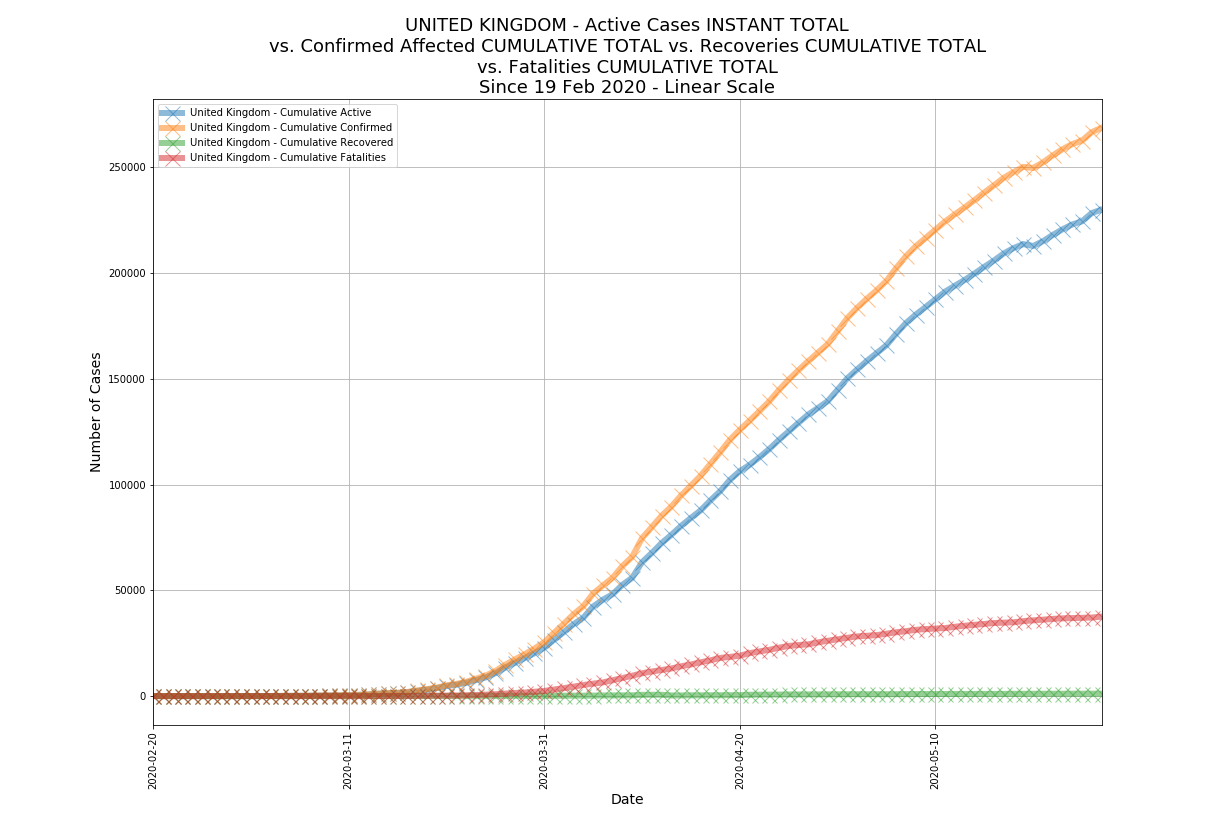 UNITED KINGDOM - Active Cases INSTANT TOTAL
vs. Confirmed Affected CUMULATIVE TOTAL vs. Recoveries CUMULATIVE TOTAL
vs. Fatalities CUMULATIVE TOTAL
Since 19 Feb 2020 - Linear Scale
United Kingdom - Cumulative Active
United Kingdom - Cumulative Confirmed
United Kingdom - Cumulative Recovered
United Kingdom - Cumulative Fatalities
Number of Cases
250000
200000
150000
100000
50000
0
2020-02-20
2020-03-11
2020-03-31
2020-04-20
2020-05-10
Date